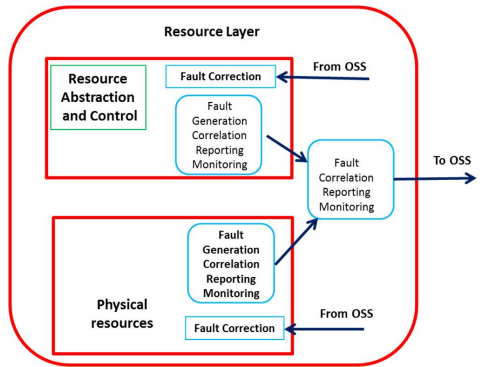 Resource Layer
Resource
Abstraction
and Control
Fault Correction
From OSS
Fault
Generation
Correlation
Reporting
Monitoring
Fault
Correlation
Reporting
Monitoring
To OSS
Fault
Generation
Correlation
Reporting
Monitoring
Physical
resources
Fault Correction
From OSS